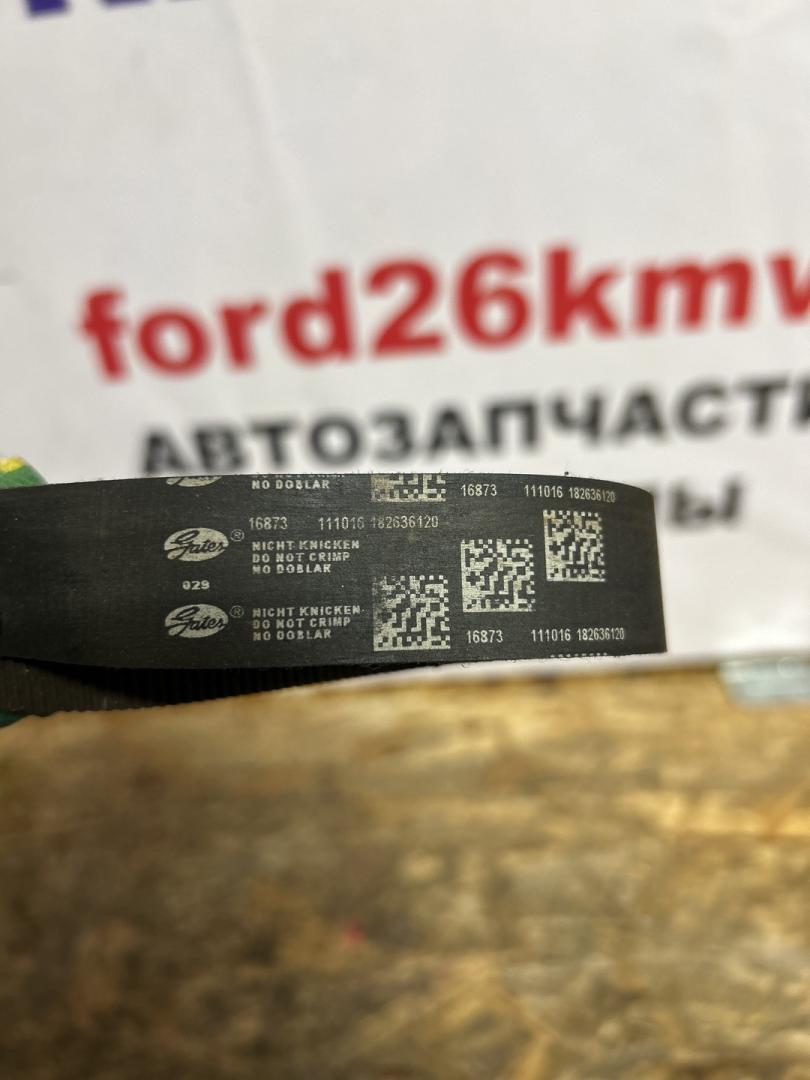 ford26kmw
АВТОЗАПЧАСТИ
NO DOBLAR
16873 111016 182636120
16873 111016 182636120
Gates®
NICHT KNICKEN
DO NOT CRIMP
NO DOBLAR
029
Gates®
NICHT KNICKEN
DO NOT CRIMP
NO DOBLAR
16873 111016 182636120